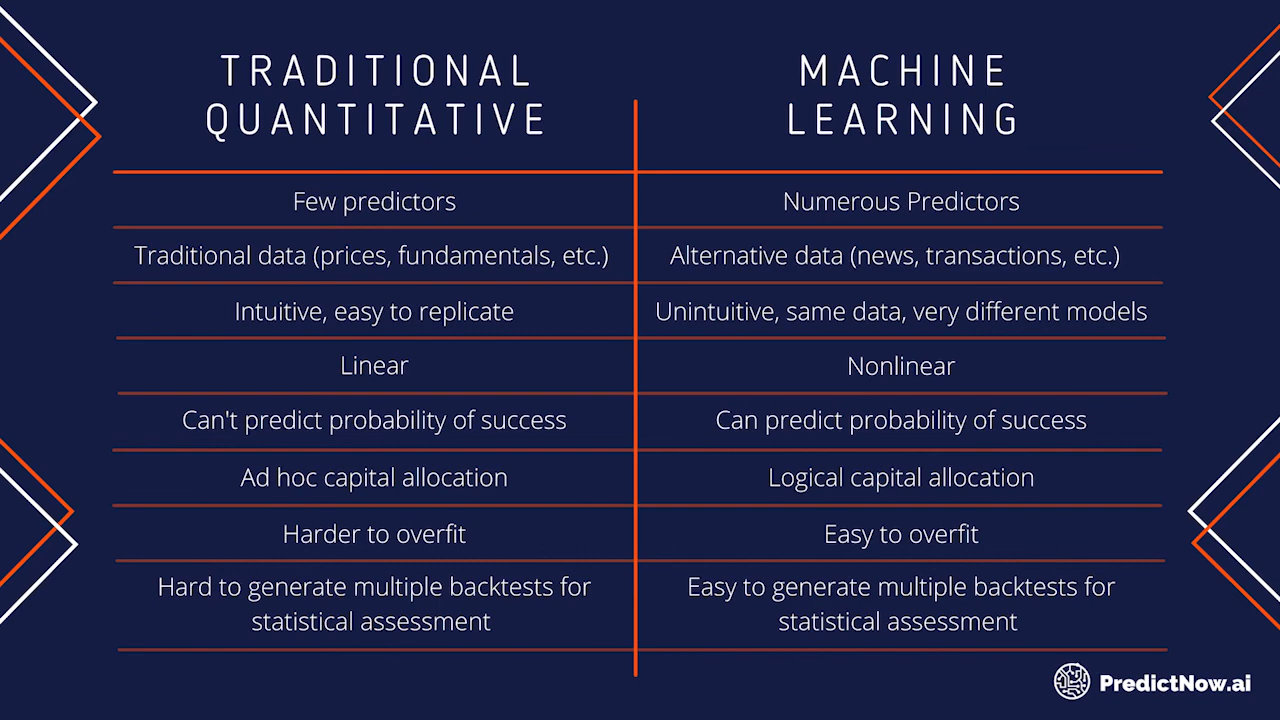 TRADITIONAL
QUANTITATIVE
MACHINE
LEARNING
Few predictors
Numerous Predictors
Traditional data (prices, fundamentals, etc.)
Alternative data (news, transactions, etc.)
Intuitive, easy to replicate
Unintuitive, same data, very different models
Linear
Nonlinear
Can't predict probability of success
Can predict probability of success
Ad hoc capital allocation
Logical capital allocation
Harder to overfit
Easy to overfit
Hard to generate multiple backtests for
statistical assessment
Easy to generate multiple backtests for
statistical assessment
PredictNow.ai